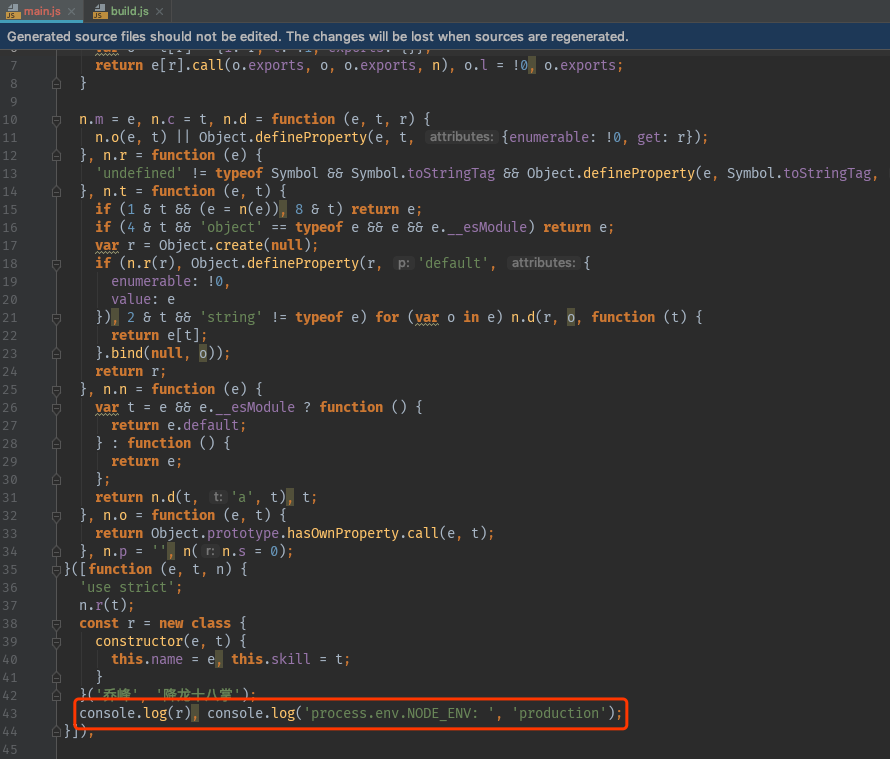 main.js
build.js
Generated source files should not be edited. The changes will be lost when sources are regenerated.
7 return e[r].call(o.exports, o, o.exports, n), o.l = !0, o.exports;
8 }
9
10 n.m = e, n.c = t, n.d = function (e, t, r) {
11 n.o(e, t) || Object.defineProperty(e, t, attributes: {enumerable: !0, get: r});
12 }, n.r = function (e) {
13 'undefined' != typeof Symbol && Symbol.toStringTag && Object.defineProperty(e, Symbol.toStringTag,
14 }, n.t = function (e, t) {
15 if (1 & t && (e = n(e)), 8 & t) return e;
16 if (4 & t && 'object' == typeof e && e && e.__esModule) return e;
17 var r = Object.create(null);
18 if (n.r(r), Object.defineProperty(r, p: 'default', attributes: {
19 enumerable: !0,
20 value: e
21 }), 2 & t && 'string' != typeof e) for (var o in e) n.d(r, o, function (t) {
22 return e[t];
23 }.bind(null, o));
24 return r;
25 }, n.n = function (e) {
26 var t = e && e.__esModule ? function () {
27 return e.default;
28 } : function () {
29 return e;
30 };
31 return n.d(t, t: 'a', t), t;
32 }, n.o = function (e, t) {
33 return Object.prototype.hasOwnProperty.call(e, t);
34 }, n.p = '', n( r: n.s = 0);
35 }([function (e, t, n) {
36 'use strict';
37 n.r(t);
38 const r = new class {
39 constructor(e, t) {
40 this.name = e, this.skill = t;
41 }
42 }('乔峰', '降龙十八掌');
43 console.log(r), console.log('process.env.NODE_ENV: ', 'production');
44 }]);
45